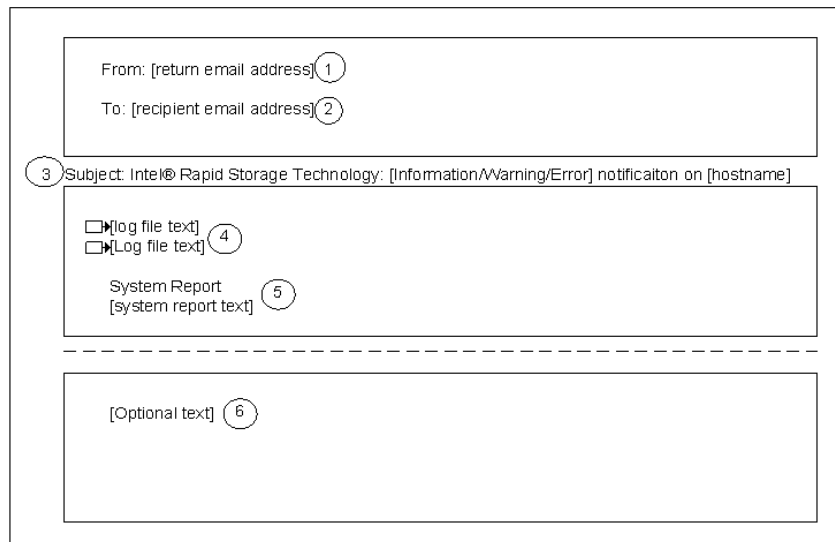 From: [return email address] 1
To: [recipient email address] 2
3 Subject: Intel® Rapid Storage Technology: [Information/Warning/Error] notificaiton on [hostname]
[log file text]
[Log file text] 4
System Report
[system report text] 5
[Optional text] 6